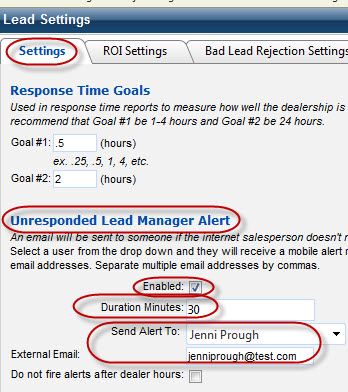 Lead Settings
Settings
ROI Settings
Bad Lead Rejection Settings
Response Time Goals
Used in response time reports to measure how well the dealership is
recommend that Goal #1 be 1-4 hours and Goal #2 be 24 hours.
Goal #1: .5 (hours)
ex. .25, .5, 1, 4, etc.
Goal #2: 2 (hours)
Unresponded Lead Manager Alert
An email will be sent to someone if the internet salesperson doesn't
Select a user from the drop down and they will receive a mobile alert
email addresses. Separate multiple email addresses by commas.
Enabled:
Duration Minutes: 30
Send Alert To: Jenni Prough
External Email: jenniprough@test.com
Do not fire alerts after dealer hours: